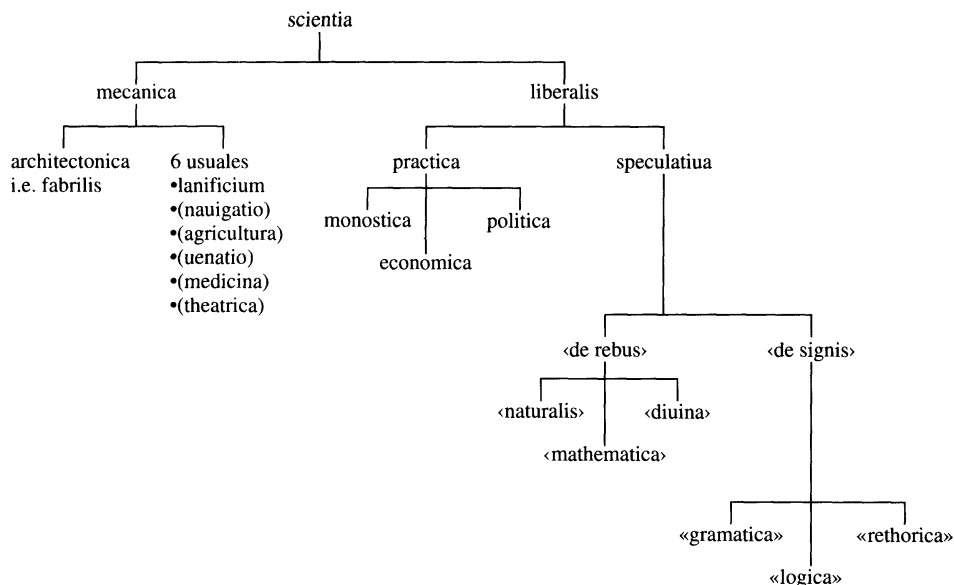 scientia
mecanica
liberalis
architectonica
i.e. fabrilis
6 usuales
•lanificium
•(nauigatio)
•(agricultura)
•(uenatio)
•(medicina)
•(theatrica)
practica
speculatiua
monostica
politica
economica
‹de rebus›
‹de signis›
‹naturalis›
‹diuina›
‹mathematica›
«gramatica»
«rethorica»
«logica»